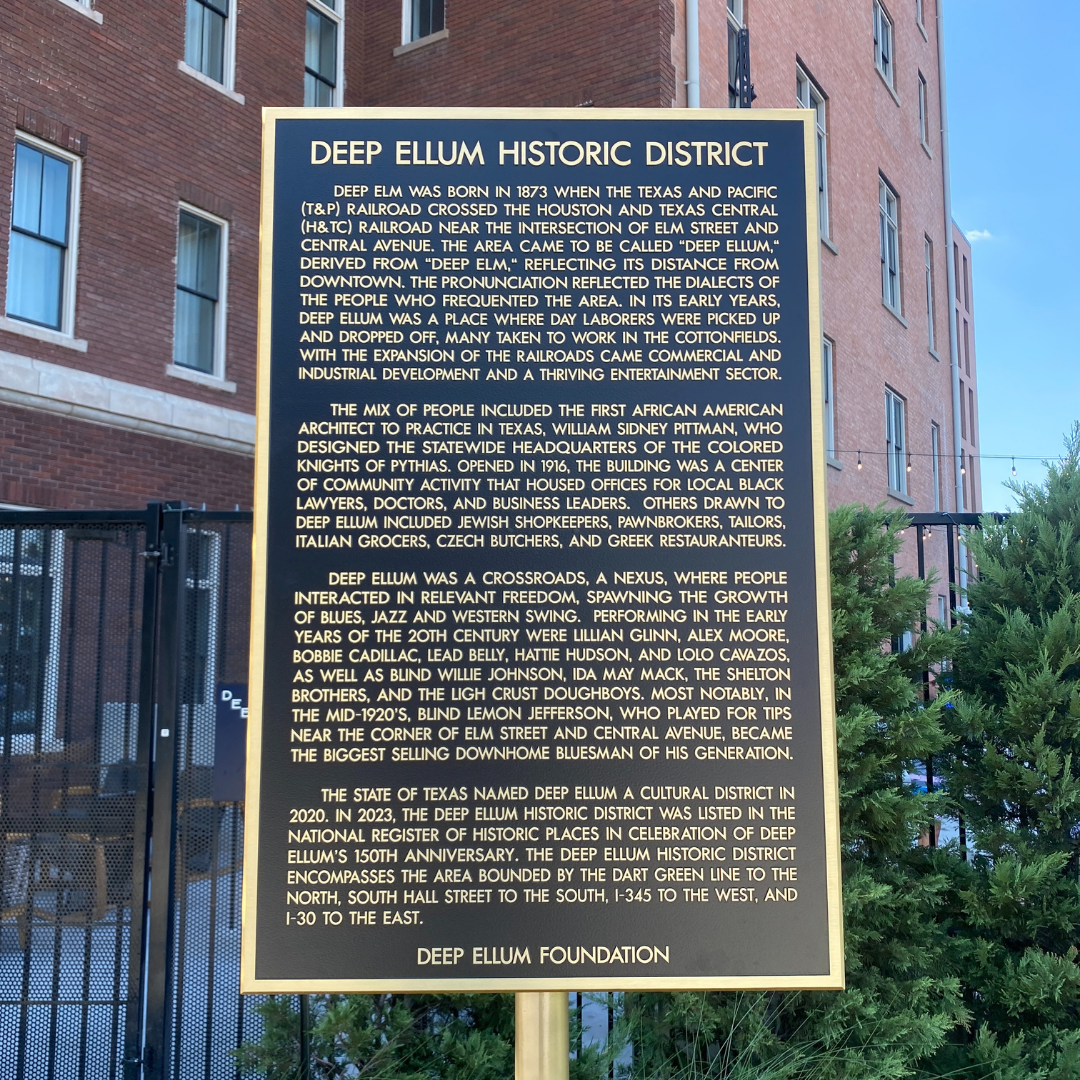 DEEP ELLUM HISTORIC DISTRICT
DEEP ELM WAS BORN IN 1873 WHEN THE TEXAS AND PACIFIC
(T&P) RAILROAD CROSSED THE HOUSTON AND TEXAS CENTRAL
(H&TC) RAILROAD NEAR THE INTERSECTION OF ELM STREET AND
CENTRAL AVENUE. THE AREA CAME TO BE CALLED "DEEP ELLUM,"
DERIVED FROM "DEEP ELM," REFLECTING ITS DISTANCE FROM
DOWNTOWN. THE PRONUNCIATION REFLECTED THE DIALECTS OF
THE PEOPLE WHO FREQUENTED THE AREA. IN ITS EARLY YEARS,
DEEP ELLUM WAS A PLACE WHERE DAY LABORERS WERE PICKED UP
AND DROPPED OFF, MANY TAKEN TO WORK IN THE COTTONFIELDS.
WITH THE EXPANSION OF THE RAILROADS CAME COMMERCIAL AND
INDUSTRIAL DEVELOPMENT AND A THRIVING ENTERTAINMENT SECTOR.
THE MIX OF PEOPLE INCLUDED THE FIRST AFRICAN AMERICAN
ARCHITECT TO PRACTICE IN TEXAS, WILLIAM SIDNEY PITTMAN, WHO
DESIGNED THE STATEWIDE HEADQUARTERS OF THE COLORED
KNIGHTS OF PYTHIAS. OPENED IN 1916, THE BUILDING WAS A CENTER
OF COMMUNITY ACTIVITY THAT HOUSED OFFICES FOR LOCAL BLACK
LAWYERS, DOCTORS, AND BUSINESS LEADERS. OTHERS DRAWN TO
DEEP ELLUM INCLUDED JEWISH SHOPKEEPERS, PAWNBROKERS, TAILORS,
ITALIAN GROCERS, CZECH BUTCHERS, AND GREEK RESTAURANTEURS.
DEEP ELLUM WAS A CROSSROADS, A NEXUS, WHERE PEOPLE
INTERACTED IN RELEVANT FREEDOM, SPAWNING THE GROWTH
OF BLUES, JAZZ AND WESTERN SWING. PERFORMING IN THE EARLY
YEARS OF THE 20TH CENTURY WERE LILLIAN GLINN, ALEX MOORE,
BOBBIE CADILLAC, LEAD BELLY, HATTIE HUDSON, AND LOLO CAVAZOS,
AS WELL AS BLIND WILLIE JOHNSON, IDA MAY MACK, THE SHELTON
BROTHERS, AND THE LIGH CRUST DOUGHBOYS. MOST NOTABLY, IN
THE MID-1920'S, BLIND LEMON JEFFERSON, WHO PLAYED FOR TIPS
NEAR THE CORNER OF ELM STREET AND CENTRAL AVENUE, BECAME
THE BIGGEST SELLING DOWNHOME BLUESMAN OF HIS GENERATION.
THE STATE OF TEXAS NAMED DEEP ELLUM A CULTURAL DISTRICT IN
2020. IN 2023, THE DEEP ELLUM HISTORIC DISTRICT WAS LISTED IN THE
NATIONAL REGISTER OF HISTORIC PLACES IN CELEBRATION OF DEEP
ELLUM'S 150TH ANNIVERSARY. THE DEEP ELLUM HISTORIC DISTRICT
ENCOMPASSES THE AREA BOUNDED BY THE DART GREEN LINE TO THE
NORTH, SOUTH HALL STREET TO THE SOUTH, I-345 TO THE WEST, AND
I-30 TO THE EAST.
DEEP ELLUM FOUNDATION